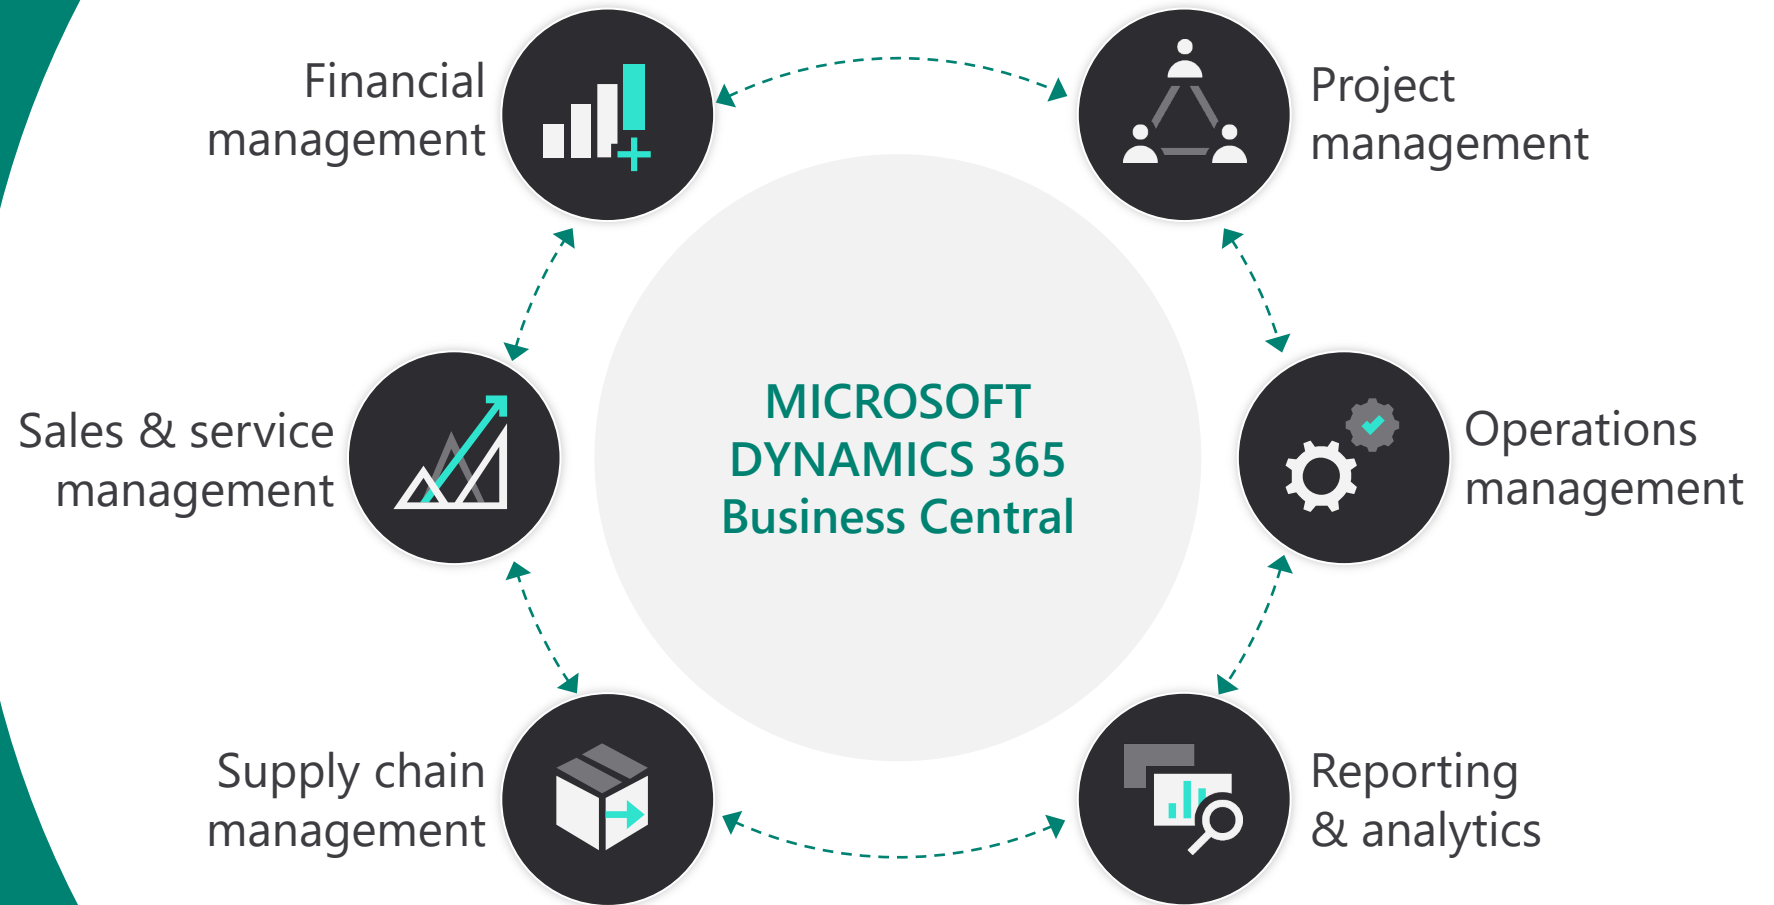 Financial
management
Project
management
MICROSOFT
DYNAMICS 365
Business Central
Sales & service
management
Operations
management
Supply chain
management
Reporting
& analytics